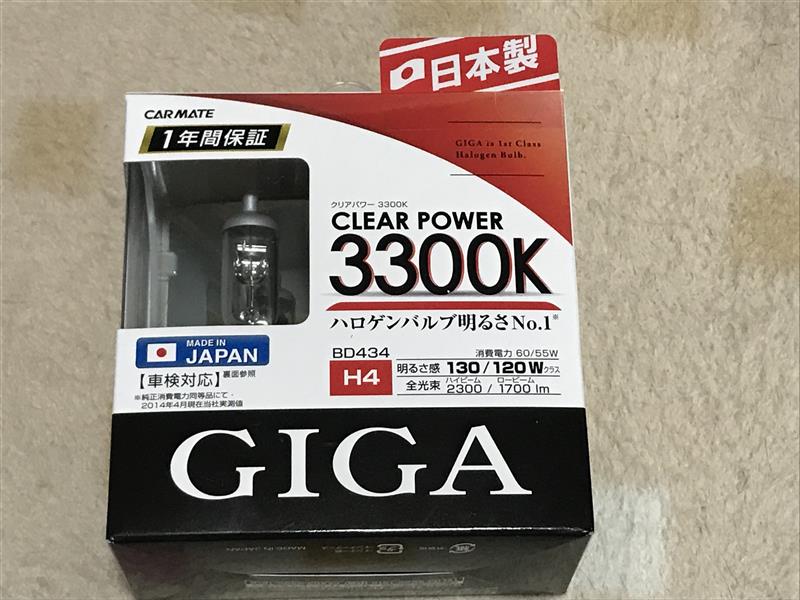 日本製
CARMATE
1年間保証
GIGA is 1st Class
Halogen Bulb.
クリアパワー 3300K
CLEAR POWER
3300K
ハロゲンバルブ明るさNo.1※
MADE IN
JAPAN
【車検対応】裏面参照
※純正消費電力同等品にて・
2014年4月現在当社実測値
BD434
消費電力 60/55W
H4
明るさ感 130/120Wクラス
ハイビーム ロービーム
全光束 2300 / 1700 lm
GIGA
MADE IN JAPAN